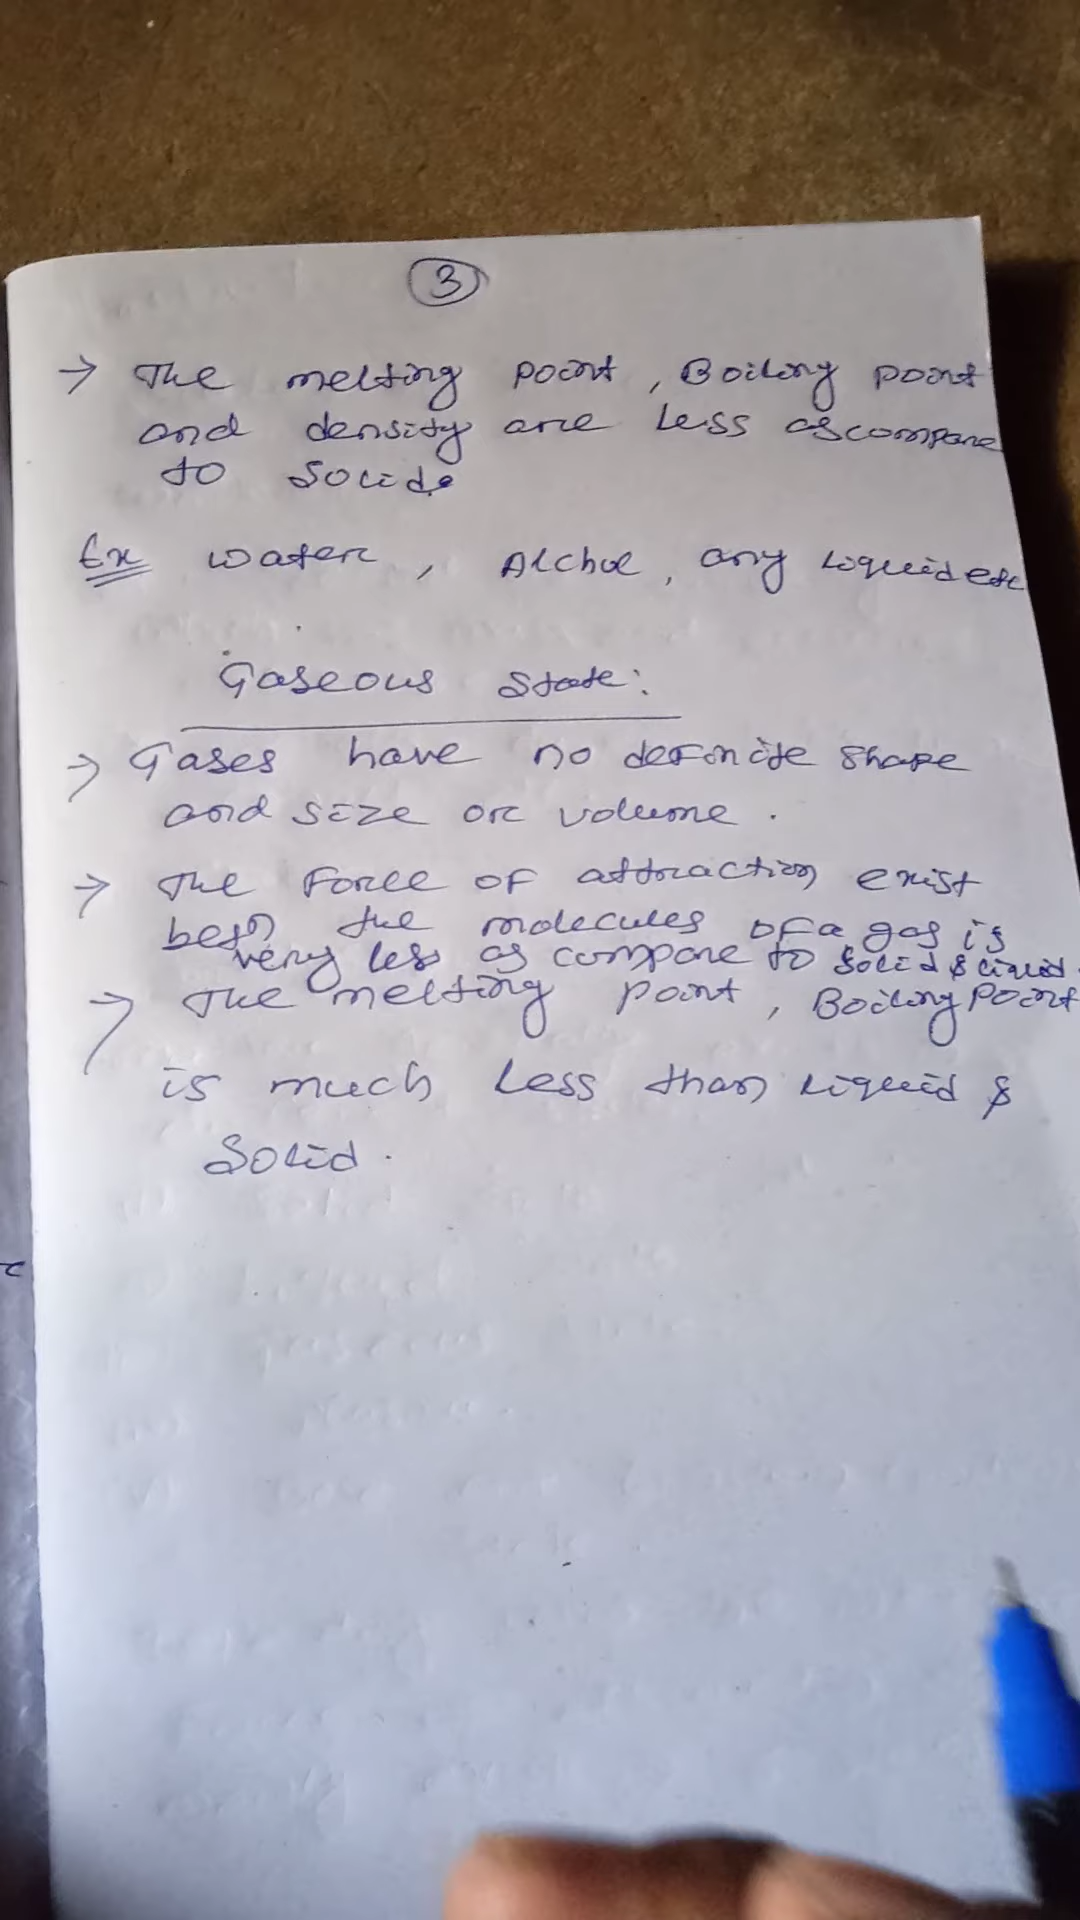 3
→ The melting point, Boiling point
and density are less as compare
to solid.
Ex water, Alchol, any liquid etc
Gaseous state:
→ Gases have no definite shape
and size or volume.
→ The Force of attraction exist
betn the molecules of a gas is
very less as compare to solid & liquid.
→ The melting point, Boiling Point
is much less than liquid &
Solid.